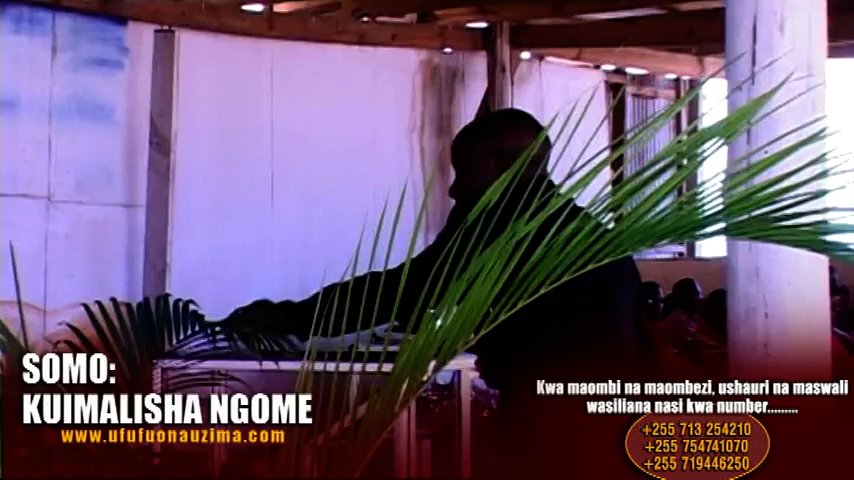 SOMO:
KUIMALISHA NGOME
www.ufufuonauzima.com
Kwa maombi na maombezi, ushauri na maswali
wasiliana nasi kwa number.........
+255 713 254210
+255 754741070
+255 719446250